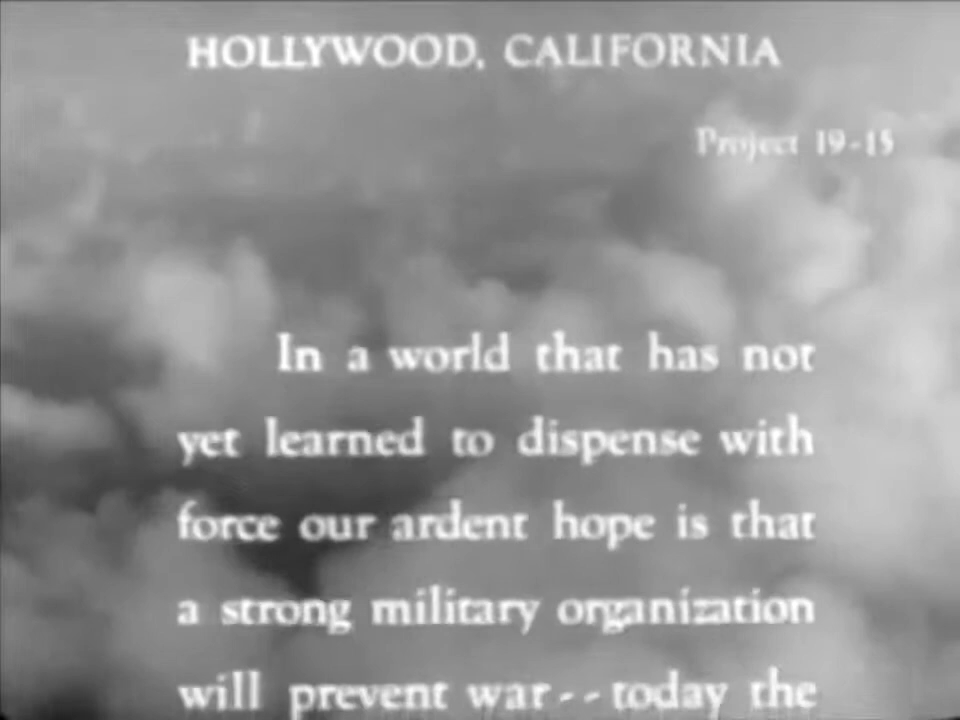 HOLLYWOOD, CALIFORNIA
Project 19-15
In a world that has not
yet learned to dispense with
force our ardent hope is that
a strong military organization
will prevent war--today the